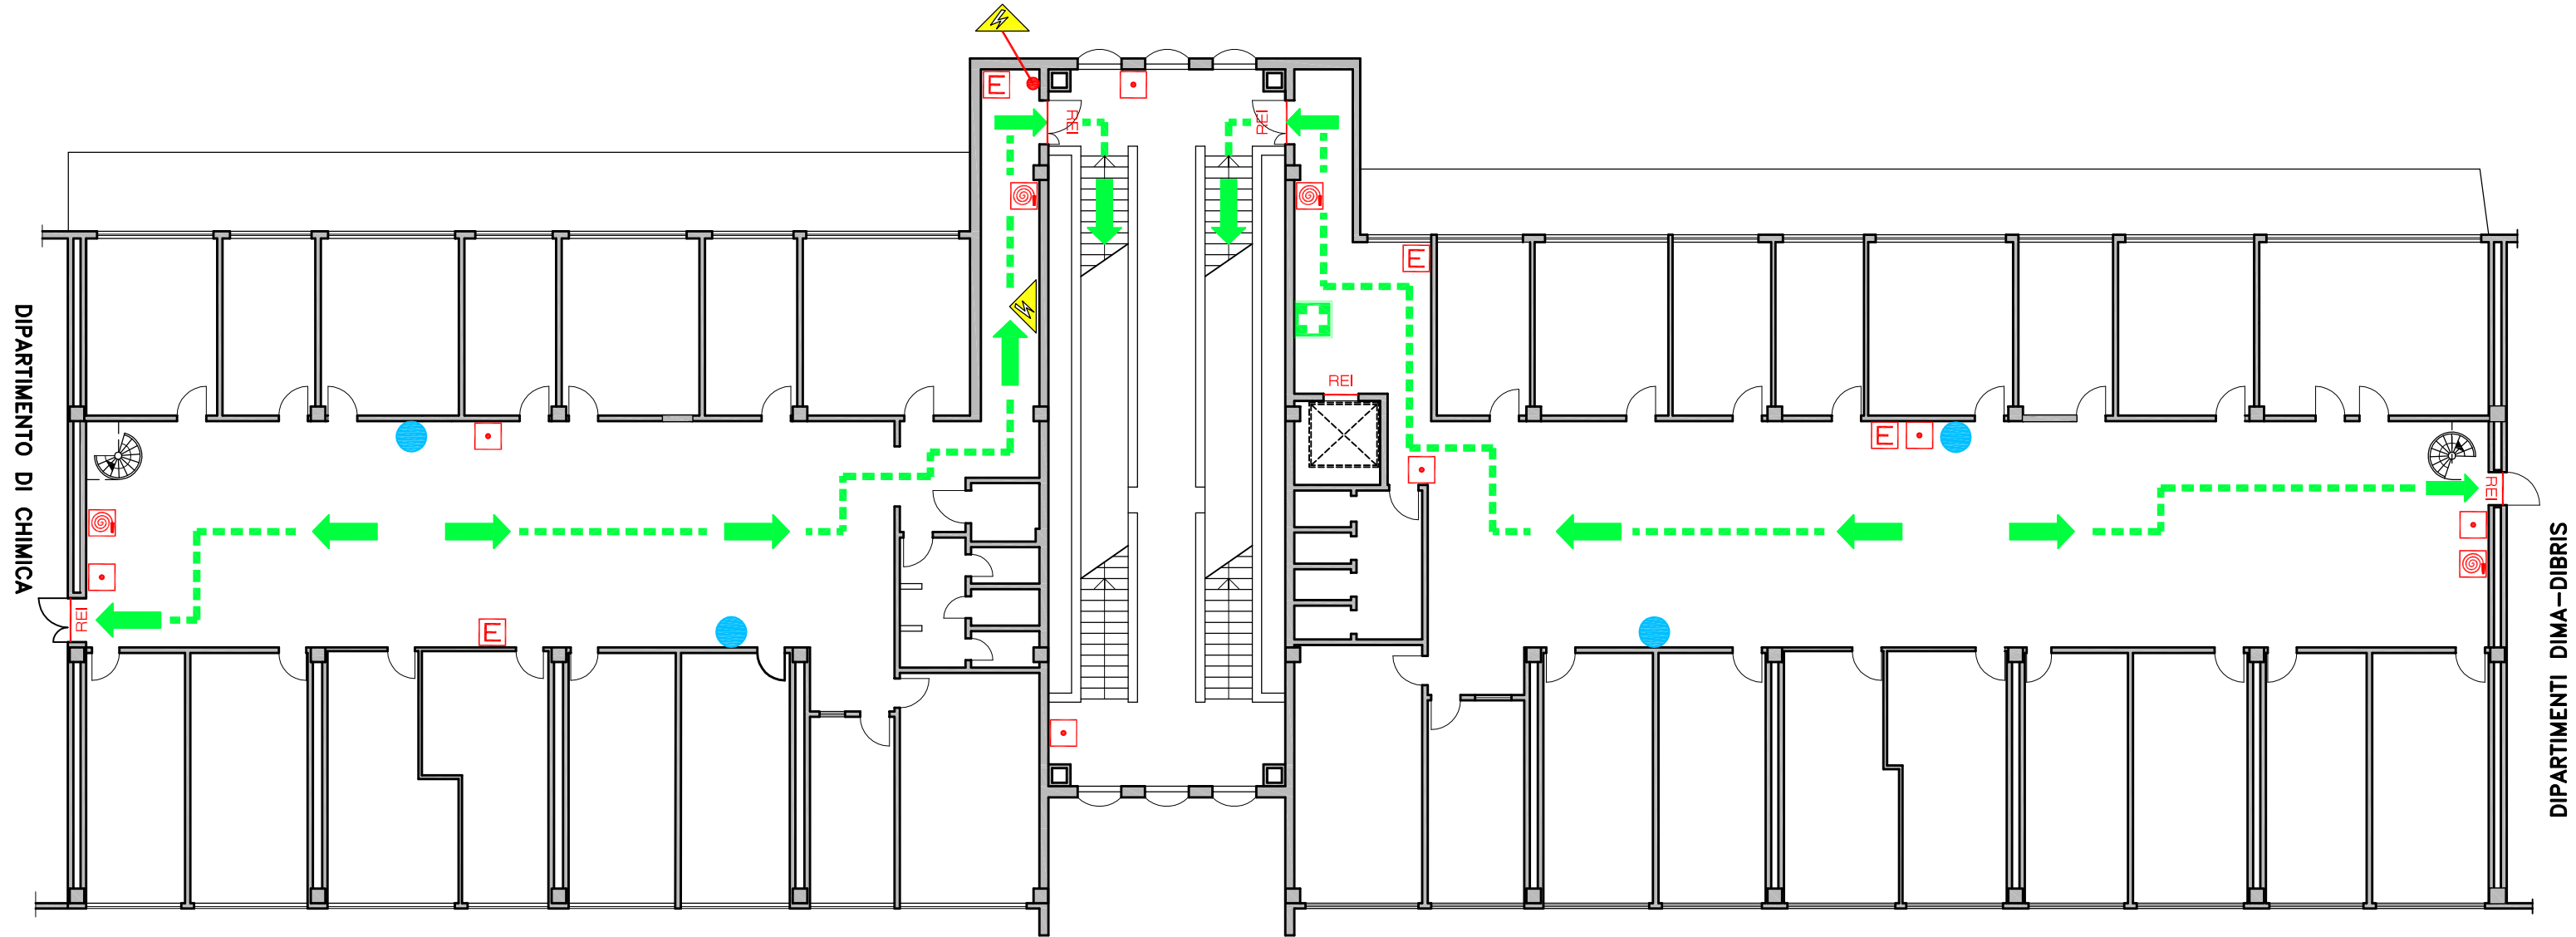 E
REI
REI
E
REI
E
DIPARTIMENTO DI CHIMICA
REI
REI
E
DIPARTIMENTI DIMA-DIBRIS